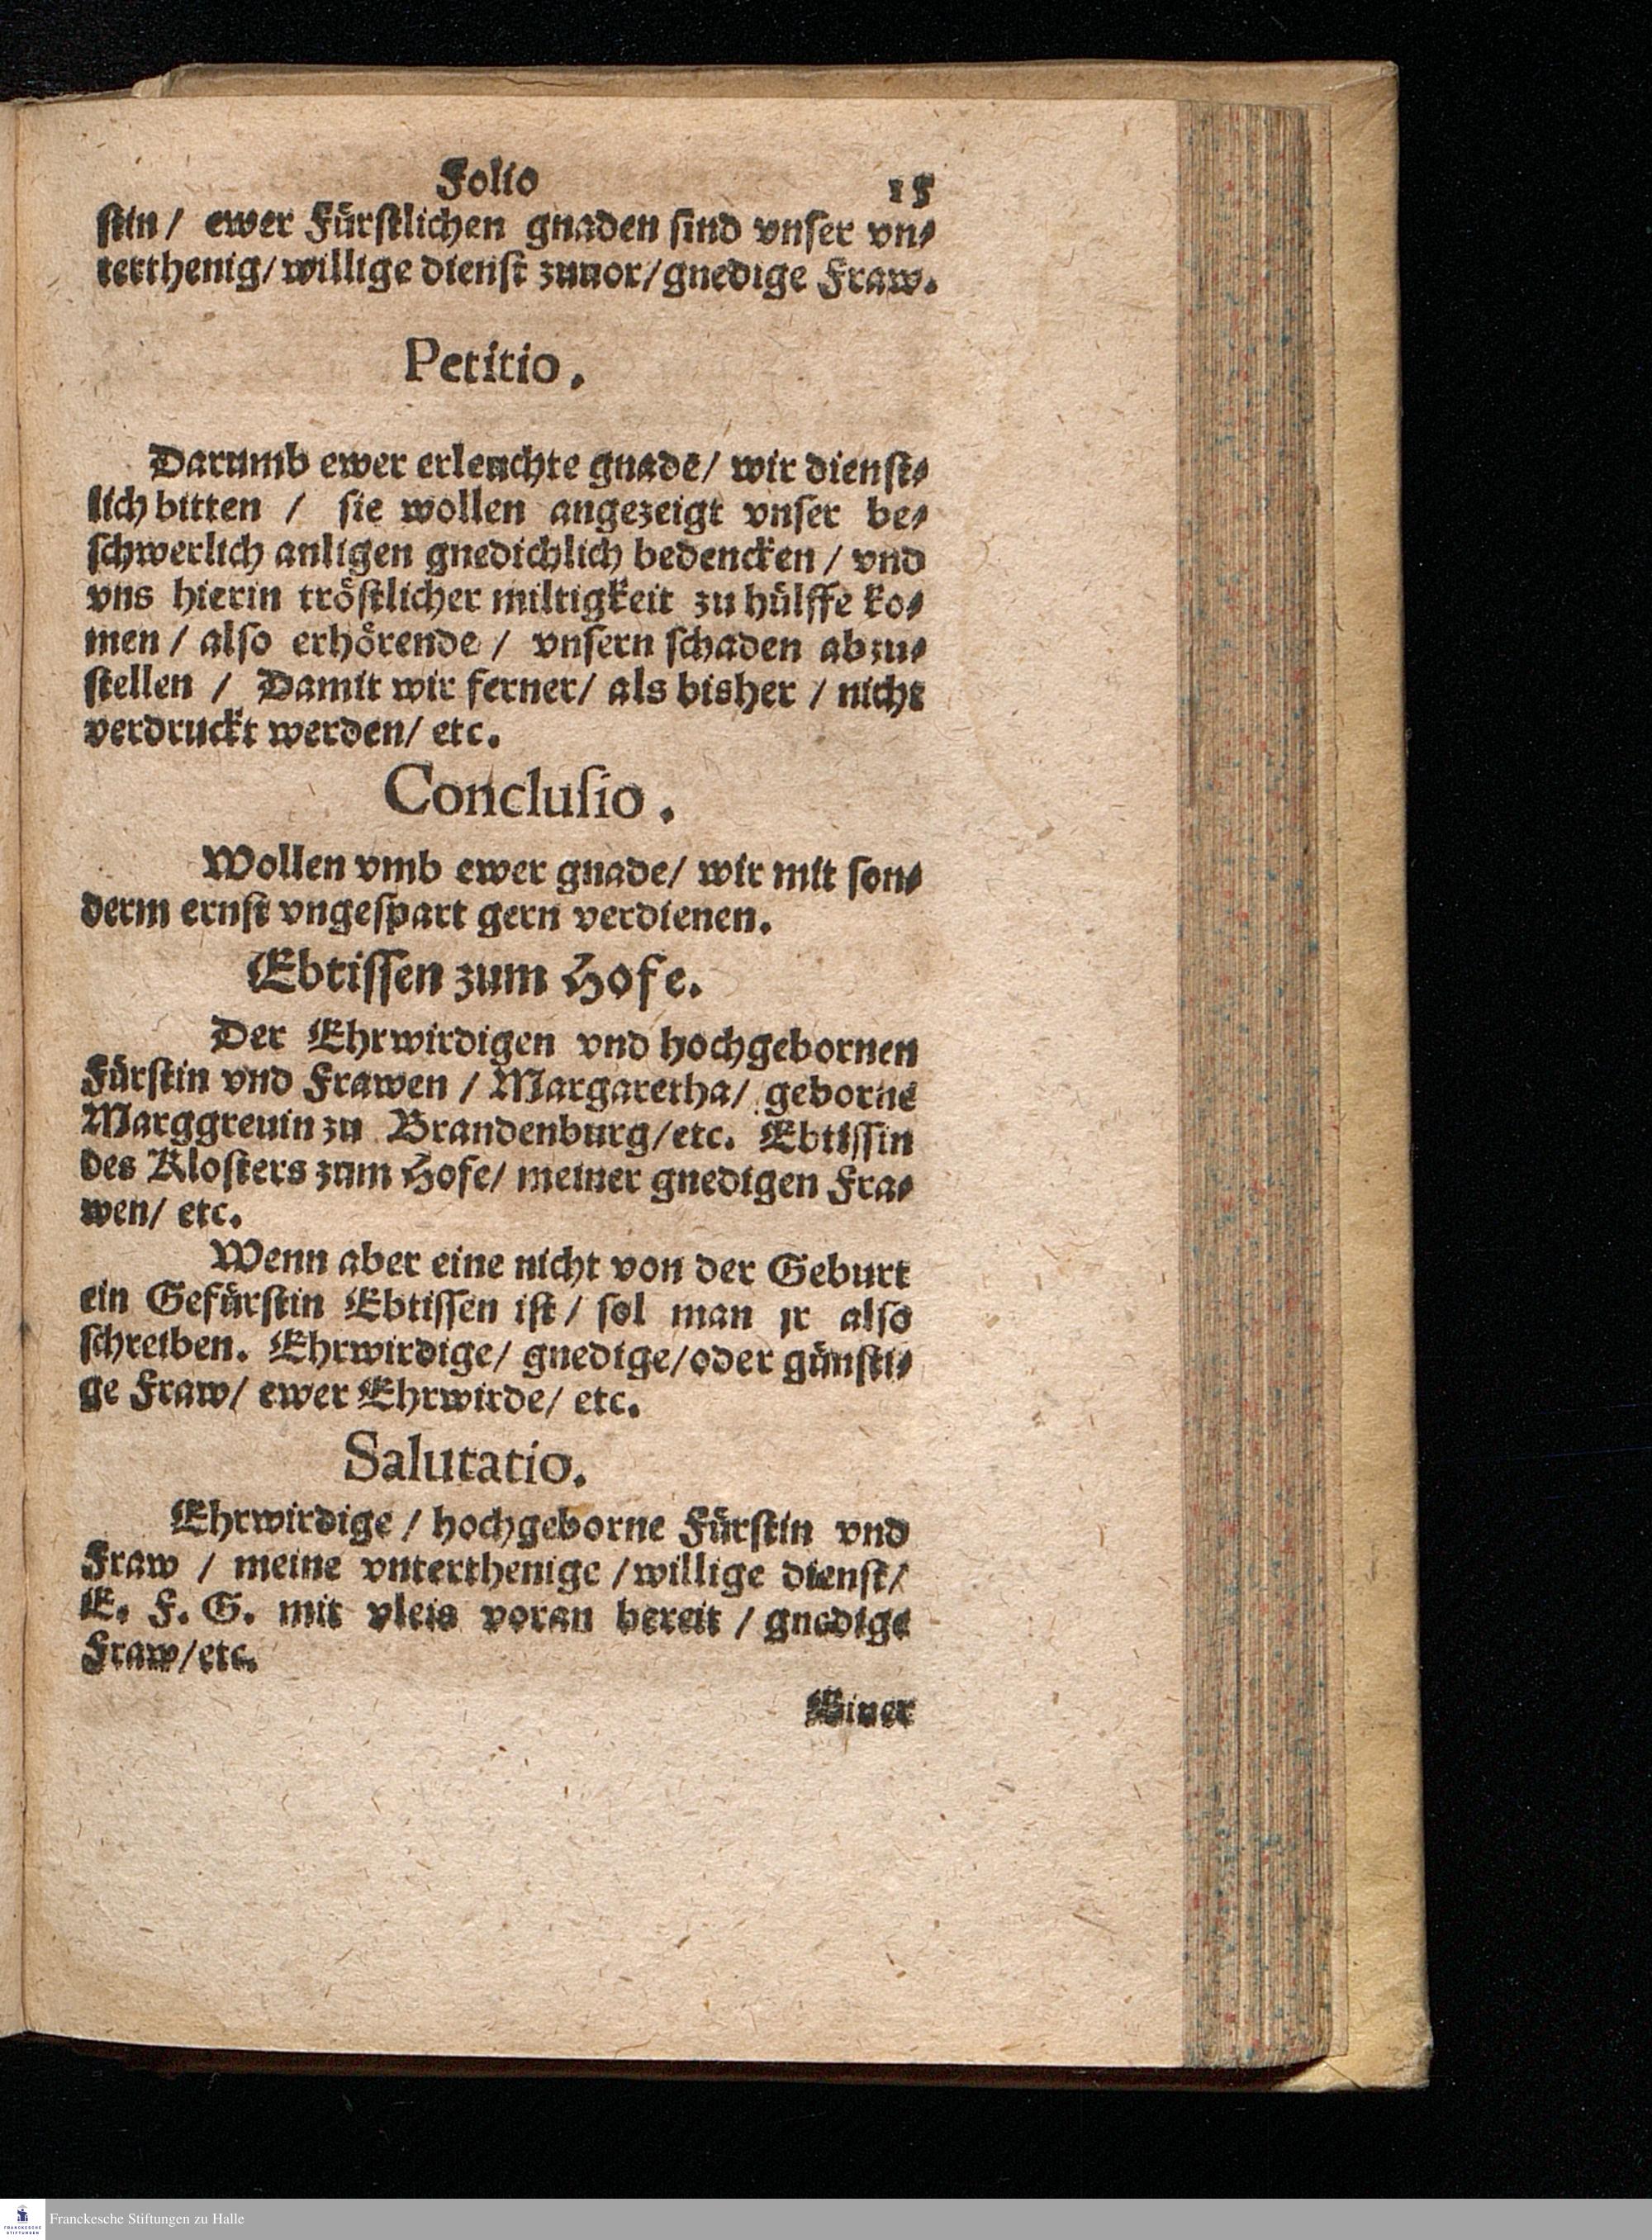 Folio 15
ſtin / ewer Fürſtlichen gnaden ſind vnſer vn⸗
terthenig / willige dienſt zuuor / gnedige Fraw.
Petitio.
Darumb ewer erleuchte gnade / wir dienſt⸗
lich bitten / ſie wollen angezeigt vnſer be⸗
ſchwerlich anligen gnedichlich bedencken / vnd
vns hierin tröſtlicher miltigkeit zu hülffe ko⸗
men / alſo erhörende / vnſern ſchaden abzu⸗
ſtellen / Damit wir ferner / als bisher / nicht
verdruckt werden / etc.
Concluſio.
Wollen vmb ewer gnade / wir mit ſon⸗
derm ernſt vngeſpart gern verdienen.
Ebtiſſen zum Hofe.
Der Ehrwirdigen vnd hochgebornen
Fürſtin vnd Frawen / Margaretha / geborne
Marggreuin zu Brandenburg / etc. Ebtiſſin
des Kloſters zum Hofe / meiner gnedigen Fra⸗
wen / etc.
Wenn aber eine nicht von der Geburt
ein Gefürſtin Ebtiſſen iſt / ſol man jr alſo
ſchreiben. Ehrwirdige / gnedige / oder günſti⸗
ge Fraw / ewer Ehrwirde / etc.
Salutatio.
Ehrwirdige / hochgeborne Fürſtin vnd
Fraw / meine vnterthenige / willige dienſt /
E. F. G. mit vleis voran bereit / gnedige
Fraw / etc.
Einer
Franckesche Stiftungen zu Halle